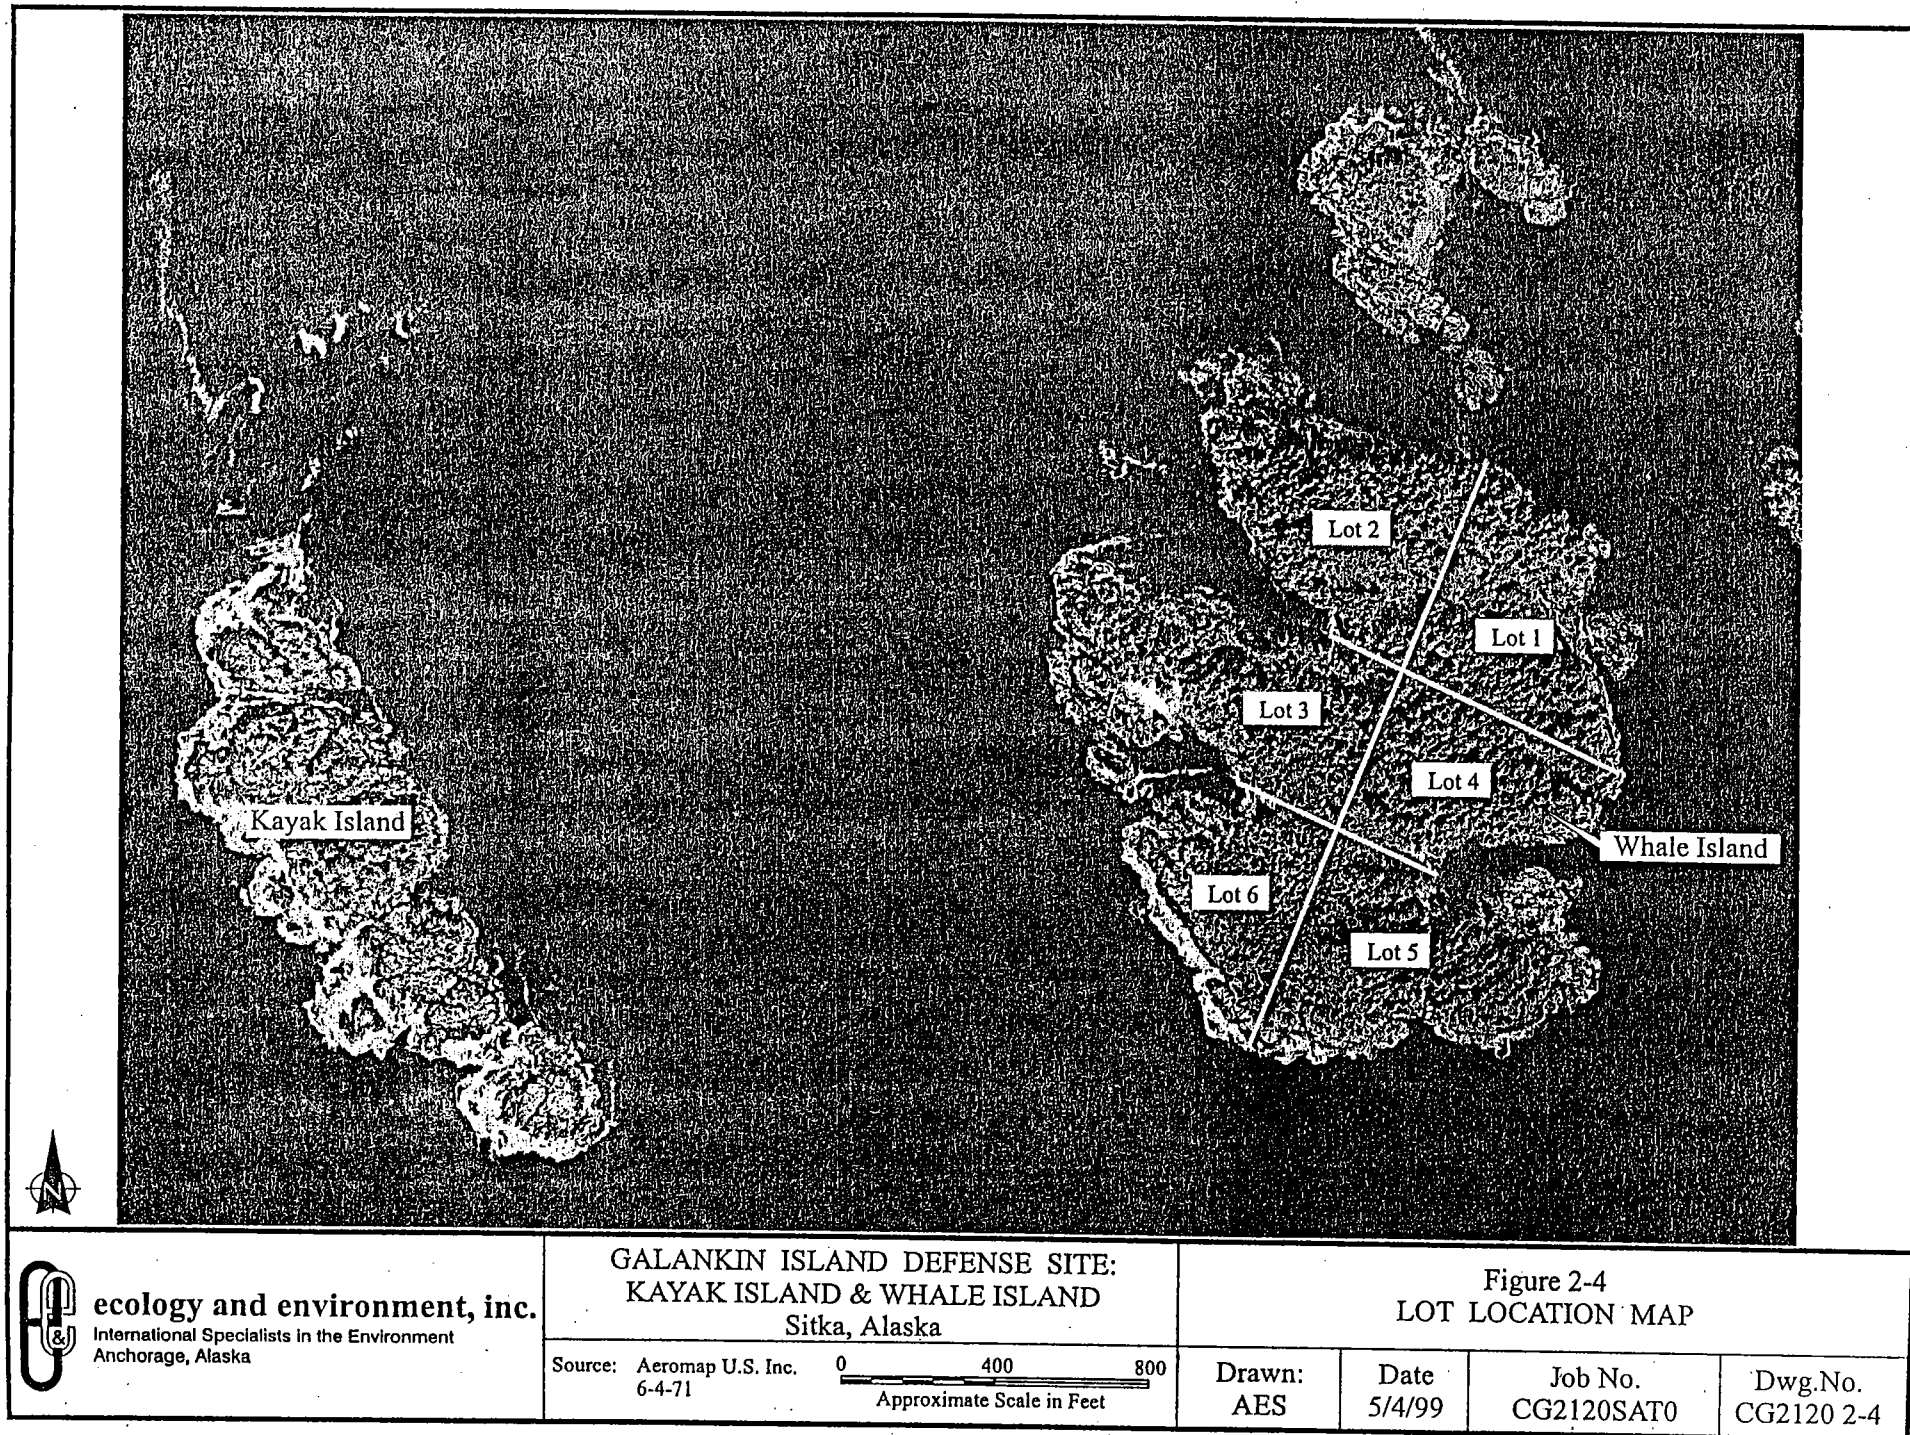 Lot 2
Lot 1
Lot 3
Lot 4
Kayak Island
Whale Island
Lot 6
Lot 5
N
&
ecology and environment, inc.
International Specialists in the Environment
Anchorage, Alaska
GALANKIN ISLAND DEFENSE SITE:
KAYAK ISLAND & WHALE ISLAND
Sitka, Alaska
Source: Aeromap U.S. Inc.
6-4-71
0 400 800
Approximate Scale in Feet
Figure 2-4
LOT LOCATION MAP
Drawn:
AES
Date
5/4/99
Job No.
CG2120SAT0
Dwg.No.
CG2120 2-4